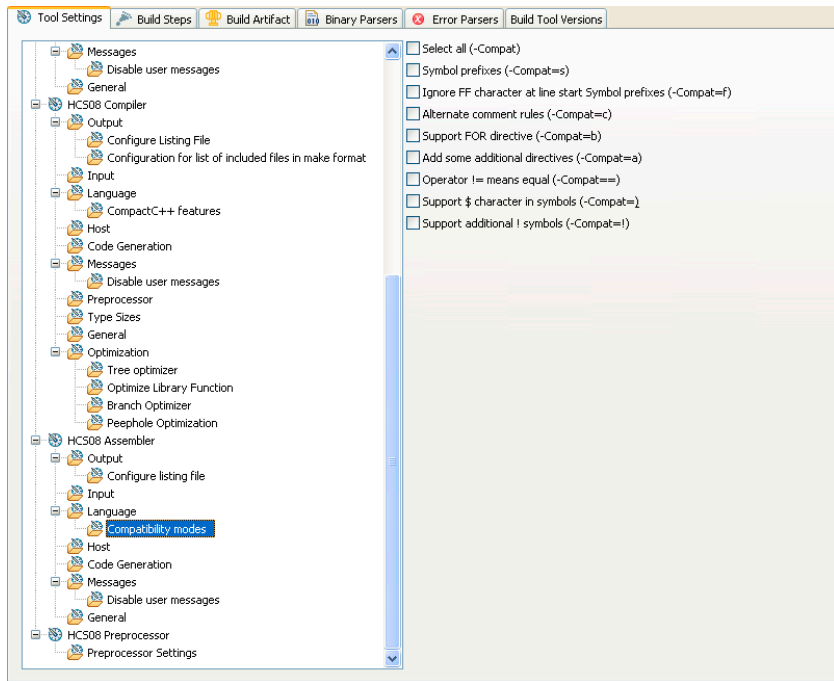 Tool Settings Build Steps Build Artifact Binary Parsers Error Parsers Build Tool Versions
Messages
Disable user messages
General
HCS08 Compiler
Output
Configure Listing File
Configuration for list of included files in make format
Input
Language
CompactC++ features
Host
Code Generation
Messages
Disable user messages
Preprocessor
Type Sizes
General
Optimization
Tree optimizer
Optimize Library Function
Branch Optimizer
Peephole Optimization
HCS08 Assembler
Output
Configure listing file
Input
Language
Compatibility modes
Host
Code Generation
Messages
Disable user messages
General
HCS08 Preprocessor
Preprocessor Settings
Select all (-Compat)
Symbol prefixes (-Compat=s)
Ignore FF character at line start Symbol prefixes (-Compat=f)
Alternate comment rules (-Compat=c)
Support FOR directive (-Compat=b)
Add some additional directives (-Compat=a)
Operator != means equal (-Compat==)
Support $ character in symbols (-Compat=)
Support additional ! symbols (-Compat=!)